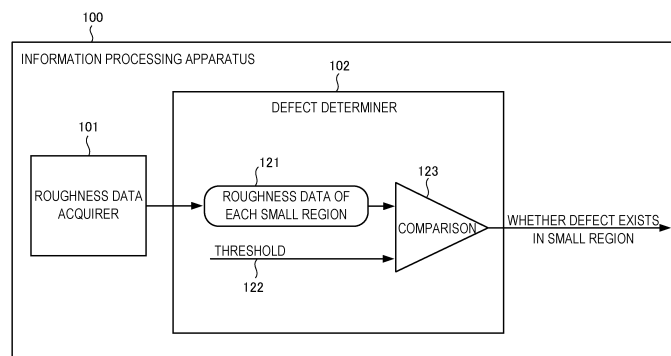 100
INFORMATION PROCESSING APPARATUS
102
DEFECT DETERMINER
101
ROUGHNESS DATA
ACQUIRER
121
ROUGHNESS DATA OF
EACH SMALL REGION
123
COMPARISON
THRESHOLD
122
WHETHER DEFECT EXISTS
IN SMALL REGION